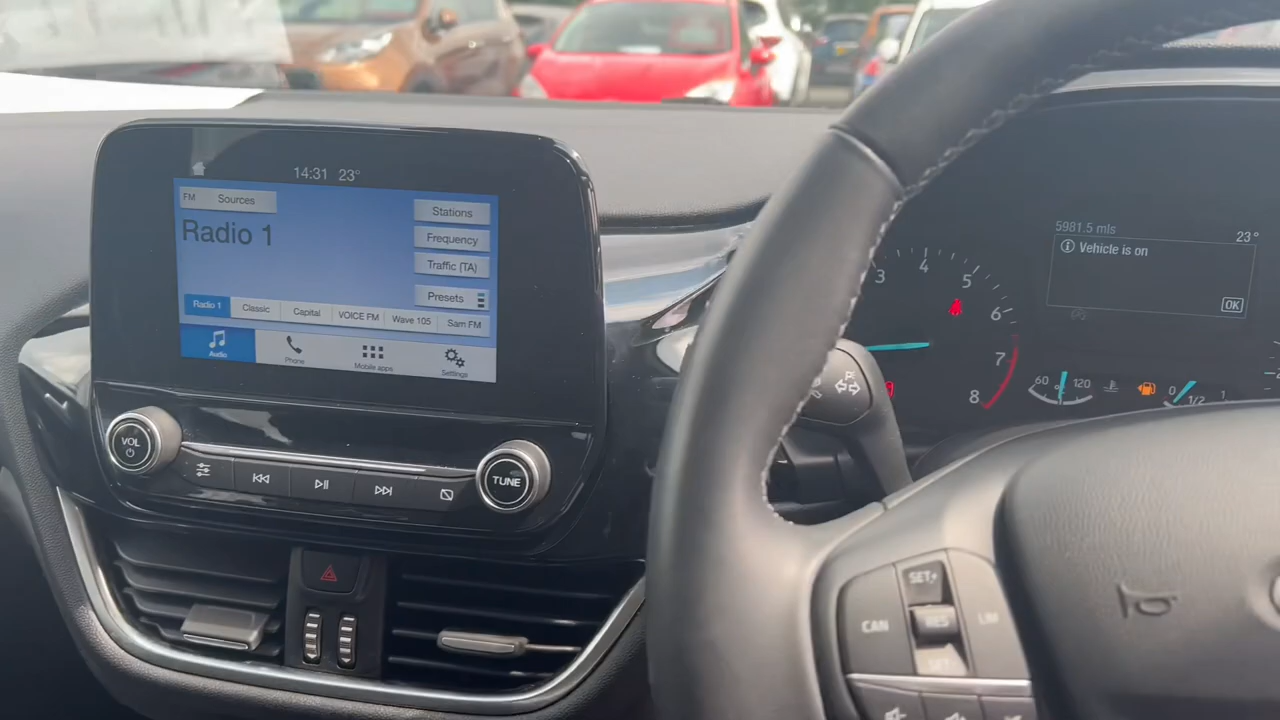 14:31 23°
FM Sources
Radio 1
Stations
Frequency
Traffic (TA)
Presets
Radio 1 Classic Capital VOICE FM Wave 105 Sam FM
Audio Phone Mobile apps Settings
VOL
TUNE
5981.5 mls
23°
Vehicle is on
OK
3 4 5 6 7 8
60 120
0 1/2 1
SET+
CAN RES LIM
SET-